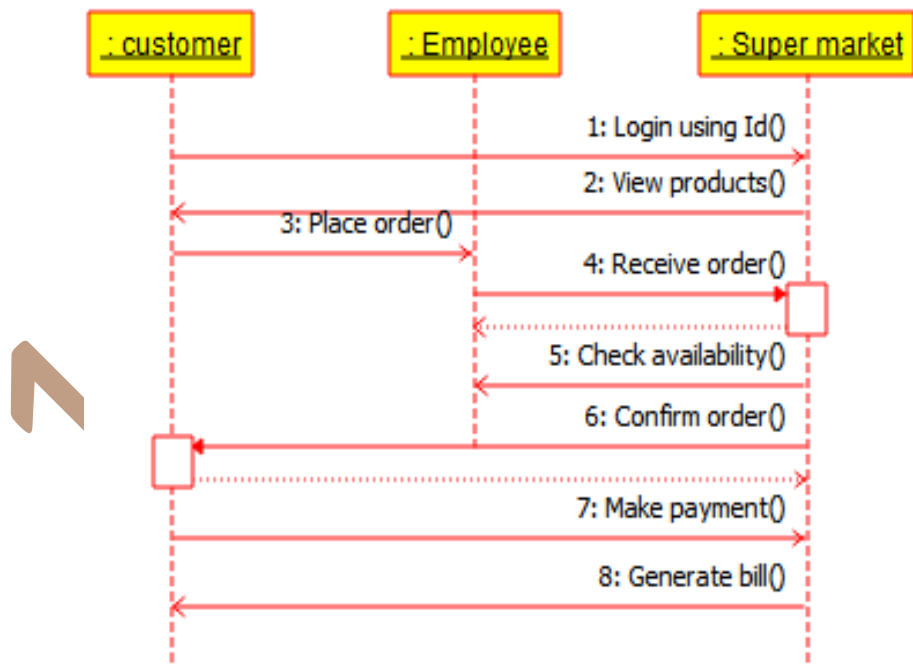 : customer
: Employee
: Super market
1: Login using Id()
2: View products()
3: Place order()
4: Receive order()
5: Check availability()
6: Confirm order()
7: Make payment()
8: Generate bill()